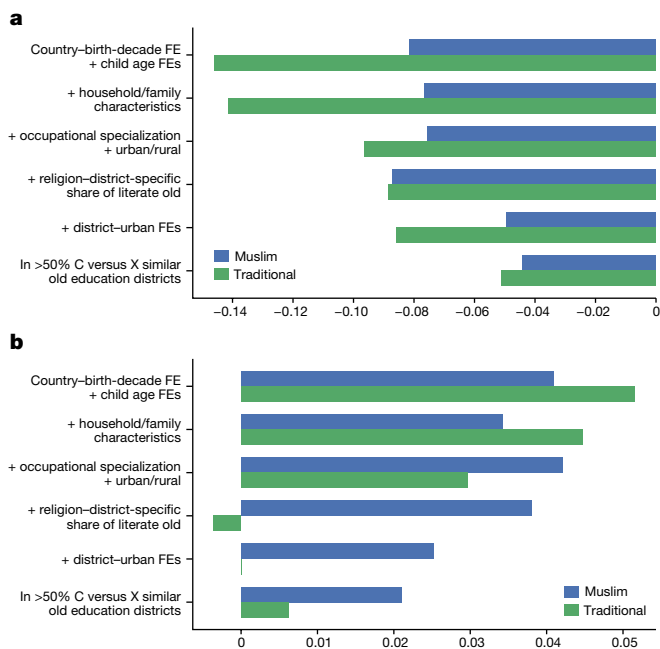 a
Country–birth-decade FE
+ child age FEs
+ household/family
characteristics
+ occupational specialization
+ urban/rural
+ religion–district-specific
share of literate old
+ district–urban FEs
In >50% C versus X similar
old education districts
Muslim
Traditional
−0.14 −0.12 −0.10 −0.08 −0.06 −0.04 −0.02 0
b
Country–birth-decade FE
+ child age FEs
+ household/family
characteristics
+ occupational specialization
+ urban/rural
+ religion–district-specific
share of literate old
+ district–urban FEs
In >50% C versus X similar
old education districts
Muslim
Traditional
0 0.01 0.02 0.03 0.04 0.05